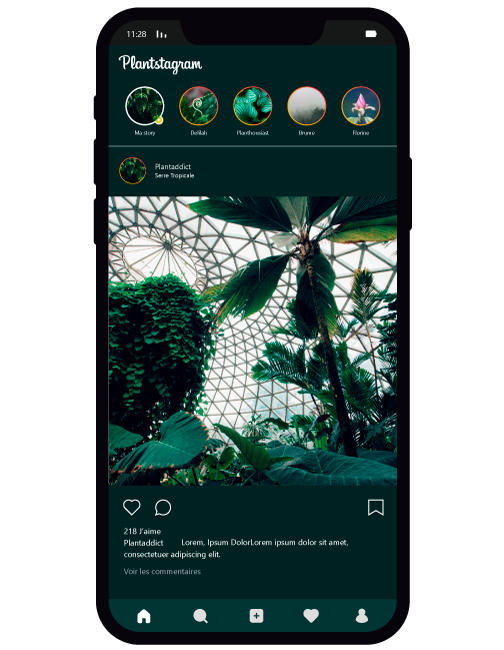 11:28
Plantstagram
Ma story
Delilah
Planthousiast
Brume
Florine
Plantaddict
Serre Tropicale
218 J'aime
Plantaddict Lorem, Ipsum DolorLorem ipsum dolor sit amet,
consectetuer adipiscing elit.
Voir les commentaires